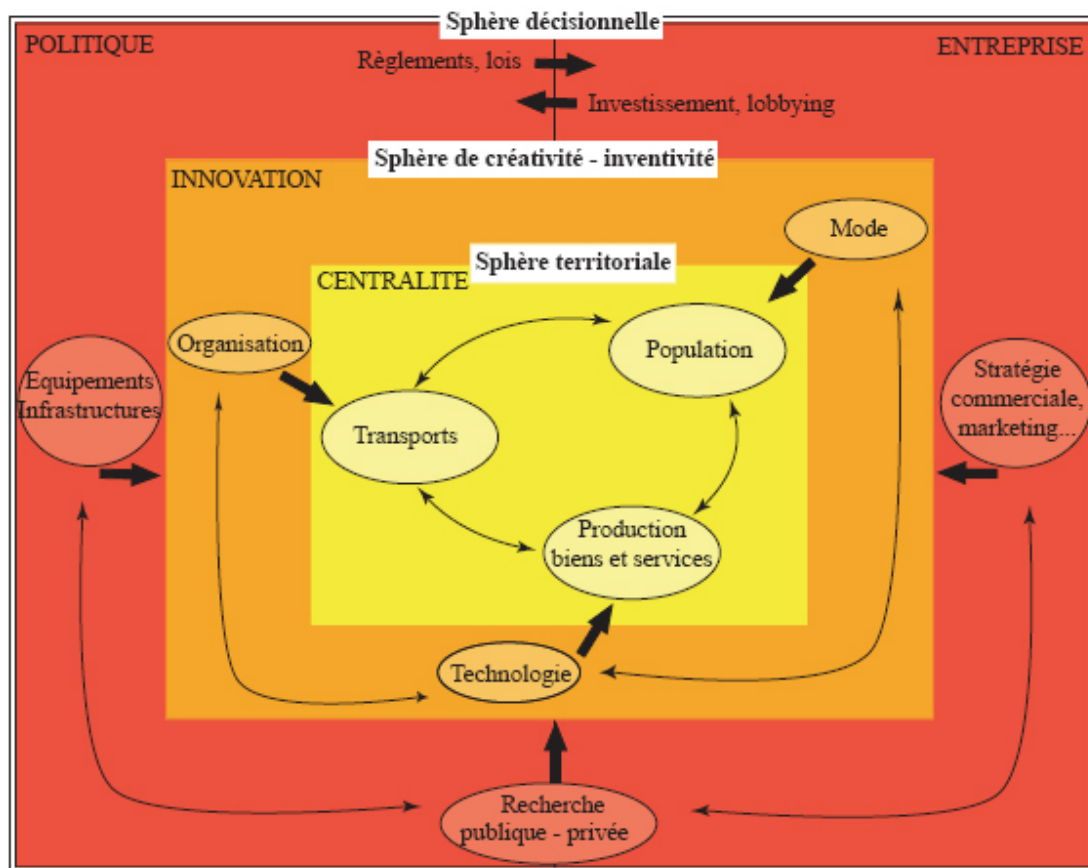 Sphère décisionnelle
POLITIQUE
ENTREPRISE
Règlements, lois
Investissement, lobbying
Sphère de créativité - inventivité
INNOVATION
Mode
Sphère territoriale
CENTRALITE
Organisation
Population
Equipements
Infrastructures
Stratégie
commerciale,
marketing...
Transports
Production
biens et services
Technologie
Recherche
publique - privée